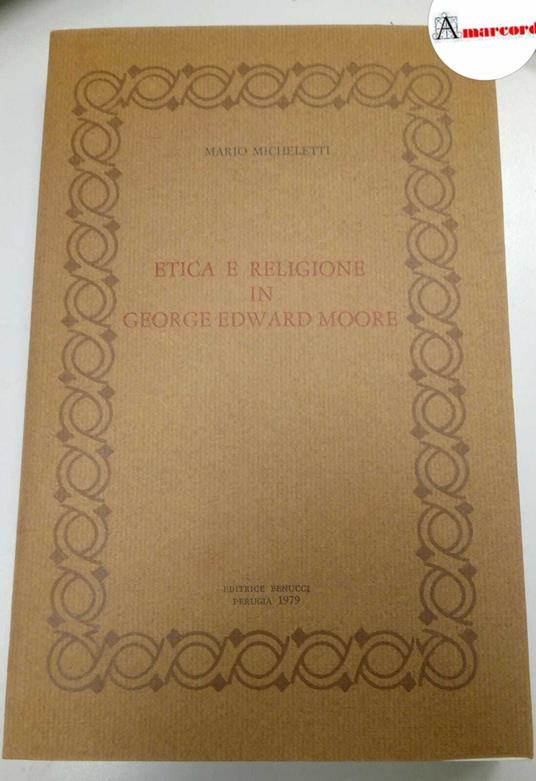 Amarcord
MARIO MICHELETTI
ETICA E RELIGIONE
IN
GEORGE EDWARD MOORE
EDITRICE BENUCCI
PERUGIA 1979